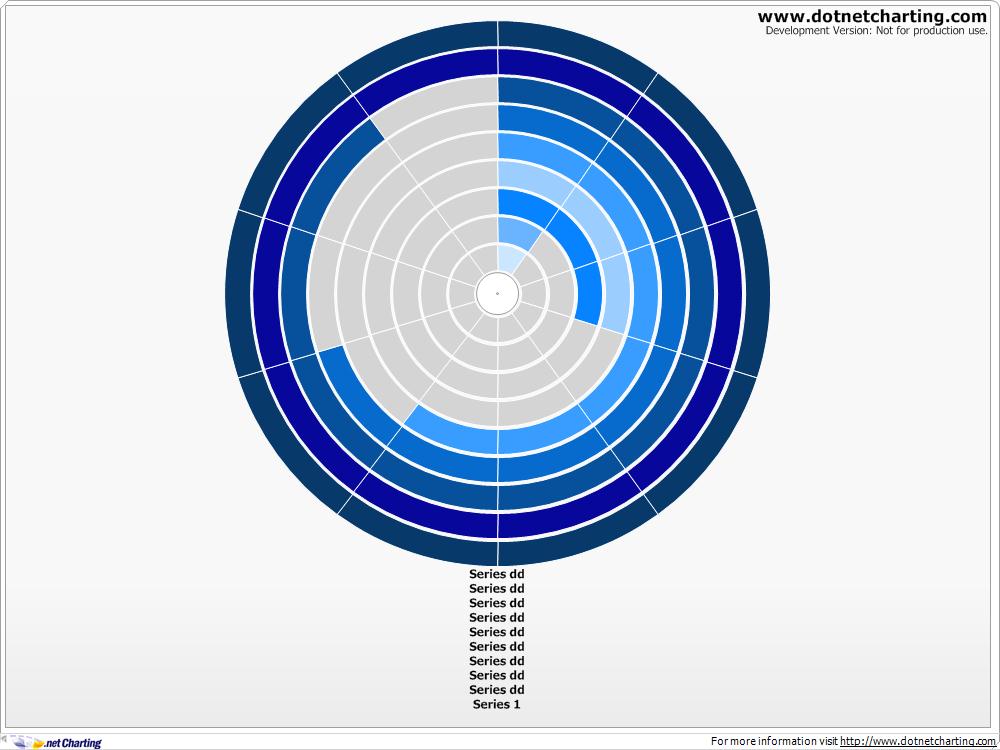 www.dotnetcharting.com
Development Version: Not for production use.
Series dd
Series dd
Series dd
Series dd
Series dd
Series dd
Series dd
Series dd
Series dd
Series 1
.net Charting
For more information visit http://www.dotnetcharting.com